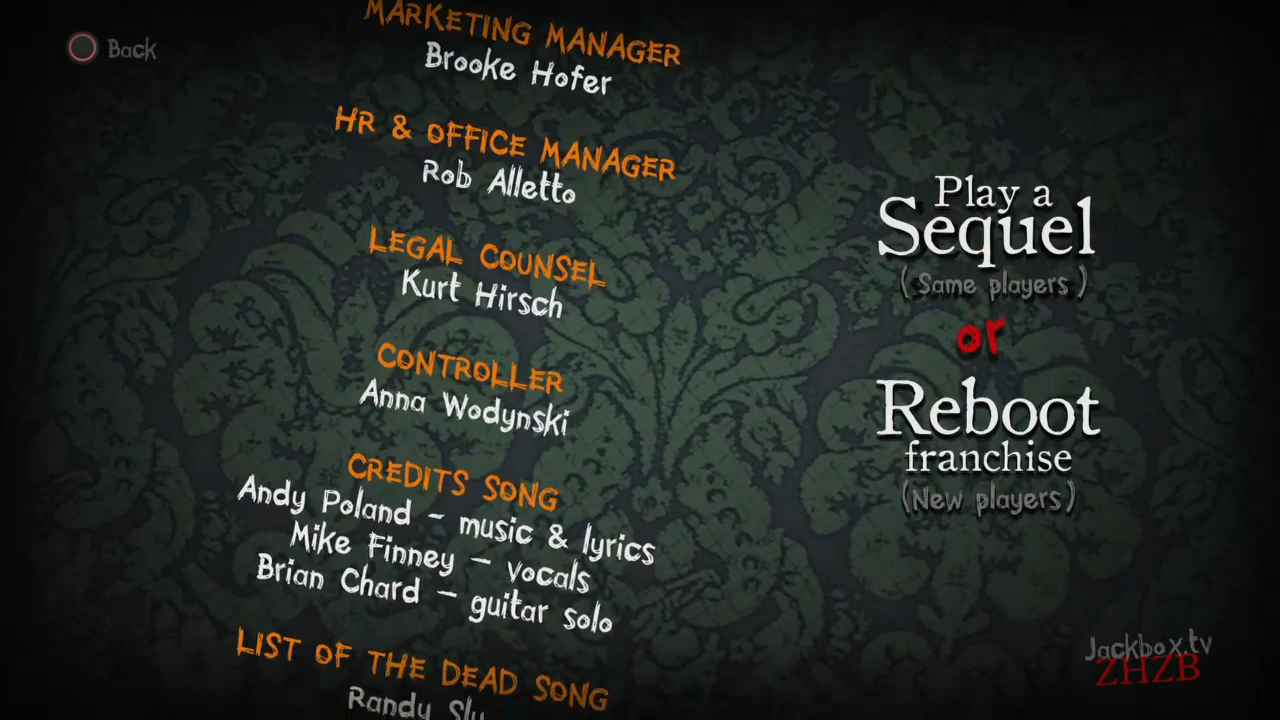 Back
MARKETING MANAGER
Brooke Hofer
HR & OFFICE MANAGER
Rob Alletto
LEGAL COUNSEL
Kurt Hirsch
CONTROLLER
Anna Wodynski
CREDITS SONG
Andy Poland – music & lyrics
Mike Finney – vocals
Brian Chard – guitar solo
LIST OF THE DEAD SONG
Randy
Play a
Sequel
(Same players)
or
Reboot
franchise
(New players)
Jackbox.tv
ZHZB